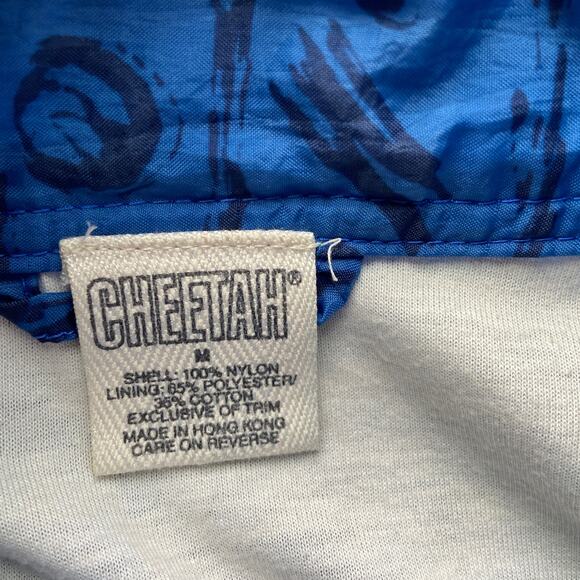 CHEETAH®
M
SHELL: 100% NYLON
LINING: 65% POLYESTER/
35% COTTON
EXCLUSIVE OF TRIM
MADE IN HONG KONG
CARE ON REVERSE